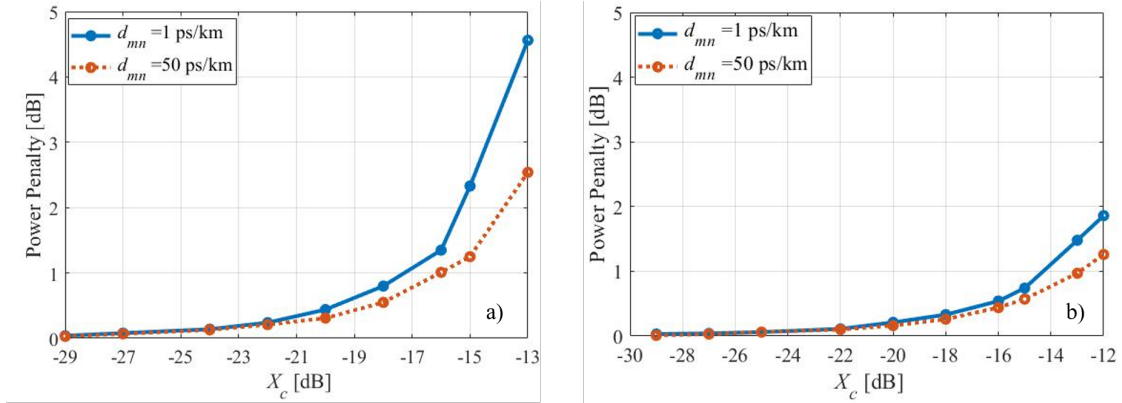 5
4
3
2
1
0
Power Penalty [dB]
d_mn =1 ps/km
d_mn =50 ps/km
a)
-29 -27 -25 -23 -21 -19 -17 -15 -13
X_c [dB]
5
4
3
2
1
0
Power Penalty [dB]
d_mn =1 ps/km
d_mn =50 ps/km
b)
-30 -28 -26 -24 -22 -20 -18 -16 -14 -12
X_c [dB]